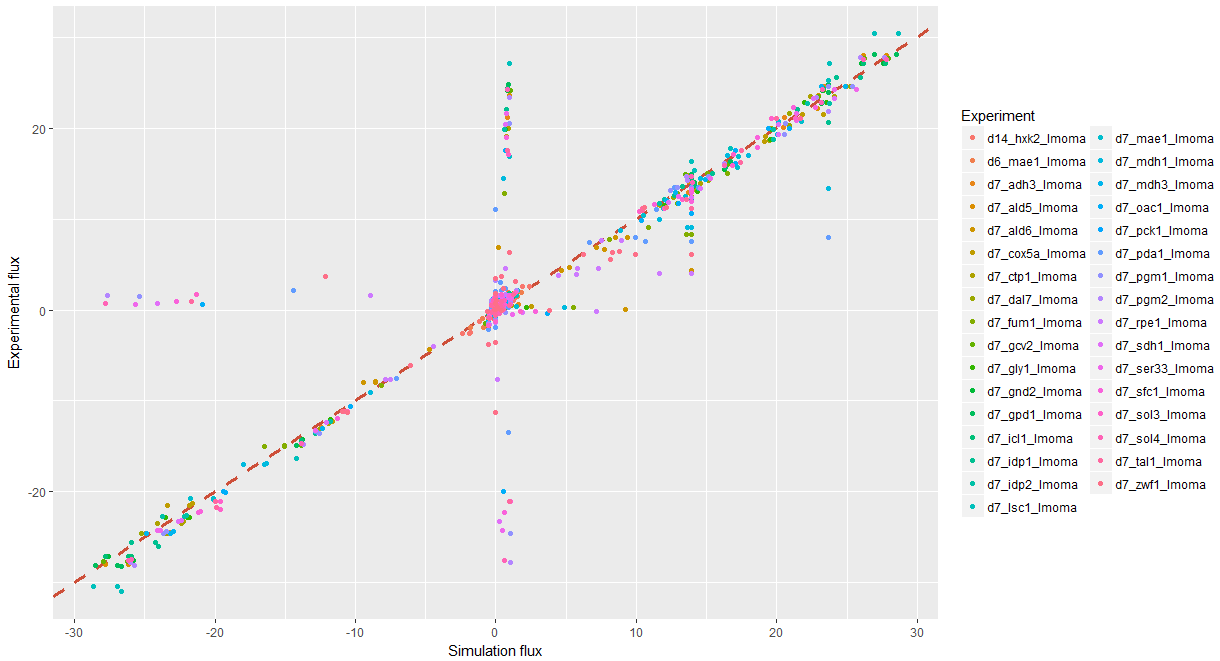 Experimental flux
20
0
-20
-30
-20
-10
0
10
20
30
Simulation flux
Experiment
d14_hxk2_lmoma
d6_mae1_lmoma
d7_adh3_lmoma
d7_ald5_lmoma
d7_ald6_lmoma
d7_cox5a_lmoma
d7_ctp1_lmoma
d7_dal7_lmoma
d7_fum1_lmoma
d7_gcv2_lmoma
d7_gly1_lmoma
d7_gnd2_lmoma
d7_gpd1_lmoma
d7_icl1_lmoma
d7_idp1_lmoma
d7_idp2_lmoma
d7_lsc1_lmoma
d7_mae1_lmoma
d7_mdh1_lmoma
d7_mdh3_lmoma
d7_oac1_lmoma
d7_pck1_lmoma
d7_pda1_lmoma
d7_pgm1_lmoma
d7_pgm2_lmoma
d7_rpe1_lmoma
d7_sdh1_lmoma
d7_ser33_lmoma
d7_sfc1_lmoma
d7_sol3_lmoma
d7_sol4_lmoma
d7_tal1_lmoma
d7_zwf1_lmoma